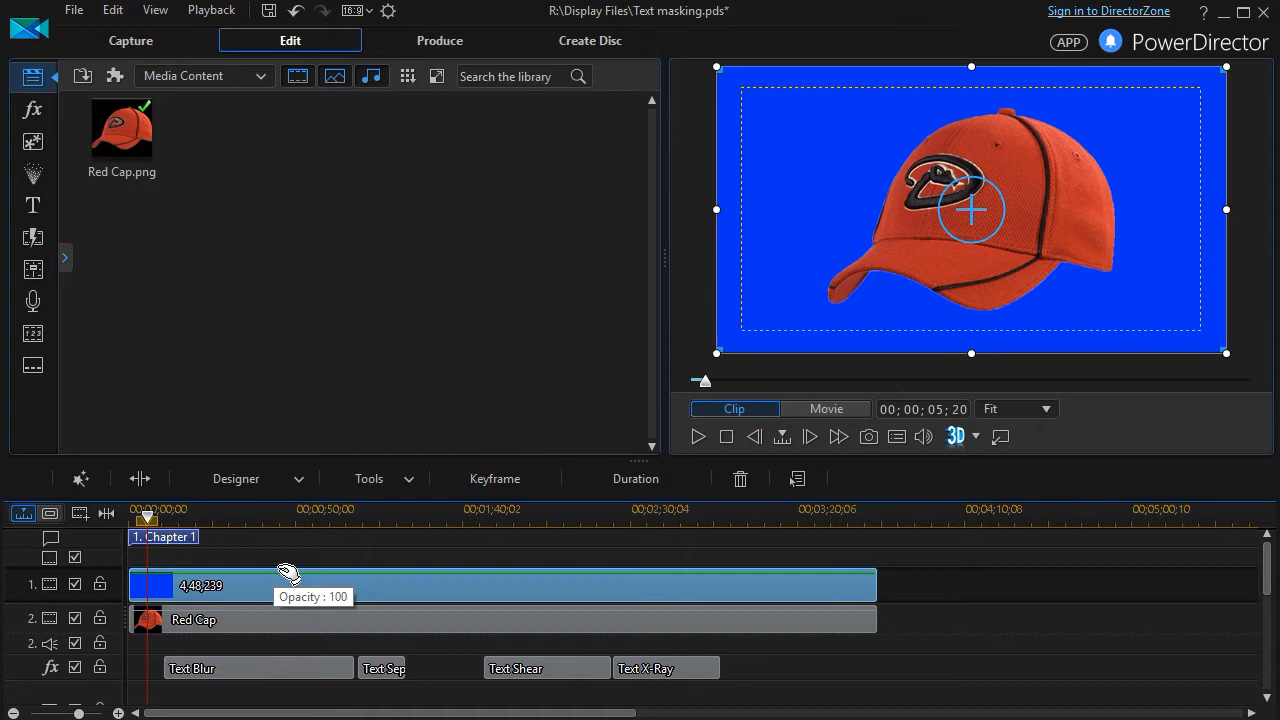 File Edit View Playback 16:9 R:\Display Files\Text masking.pds* Sign in to DirectorZone ?
Capture Edit Produce Create Disc APP PowerDirector
Media Content Search the library
fx
Red Cap.png
T
123
Clip Movie 00; 00; 05; 20 Fit
3D
Designer Tools Keyframe Duration
00;00;00;00 00;00;50;00 00;01;40;02 00;02;30;04 00;03;20;06 00;04;10;08 00;05;00;10
1. Chapter 1
1. 4,48,239
Opacity : 100
2. Red Cap
2.
fx Text Blur Text Sep Text Shear Text X-Ray